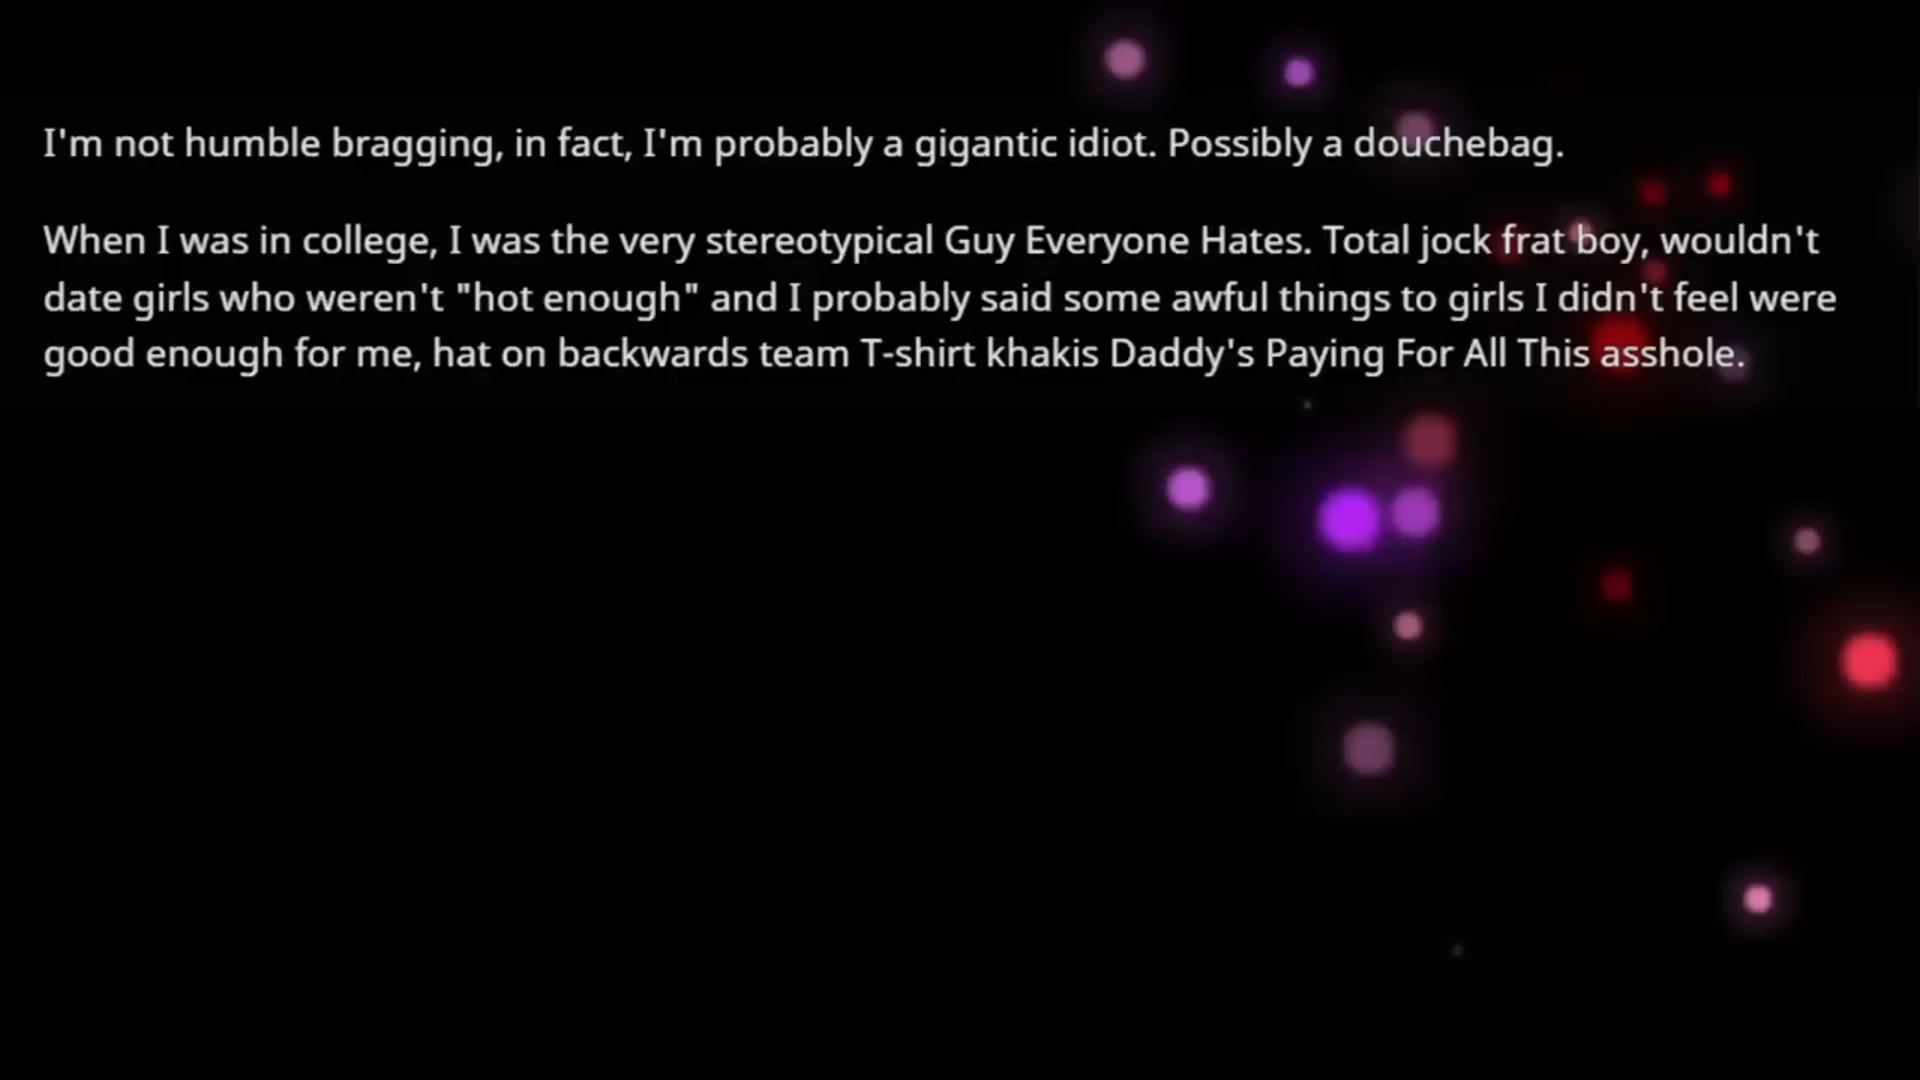 I'm not humble bragging, in fact, I'm probably a gigantic idiot. Possibly a douchebag.
When I was in college, I was the very stereotypical Guy Everyone Hates. Total jock frat boy, wouldn't
date girls who weren't "hot enough" and I probably said some awful things to girls I didn't feel were
good enough for me, hat on backwards team T-shirt khakis Daddy's Paying For All This asshole.